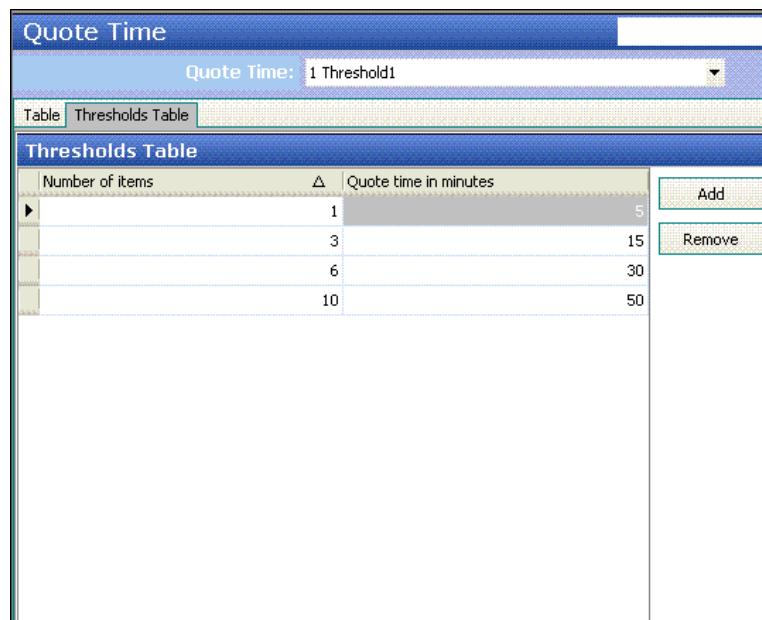 Quote Time
Quote Time: 1 Threshold1
Table Thresholds Table
Thresholds Table
Number of items Quote time in minutes
Add
1 5
3 15
Remove
6 30
10 50